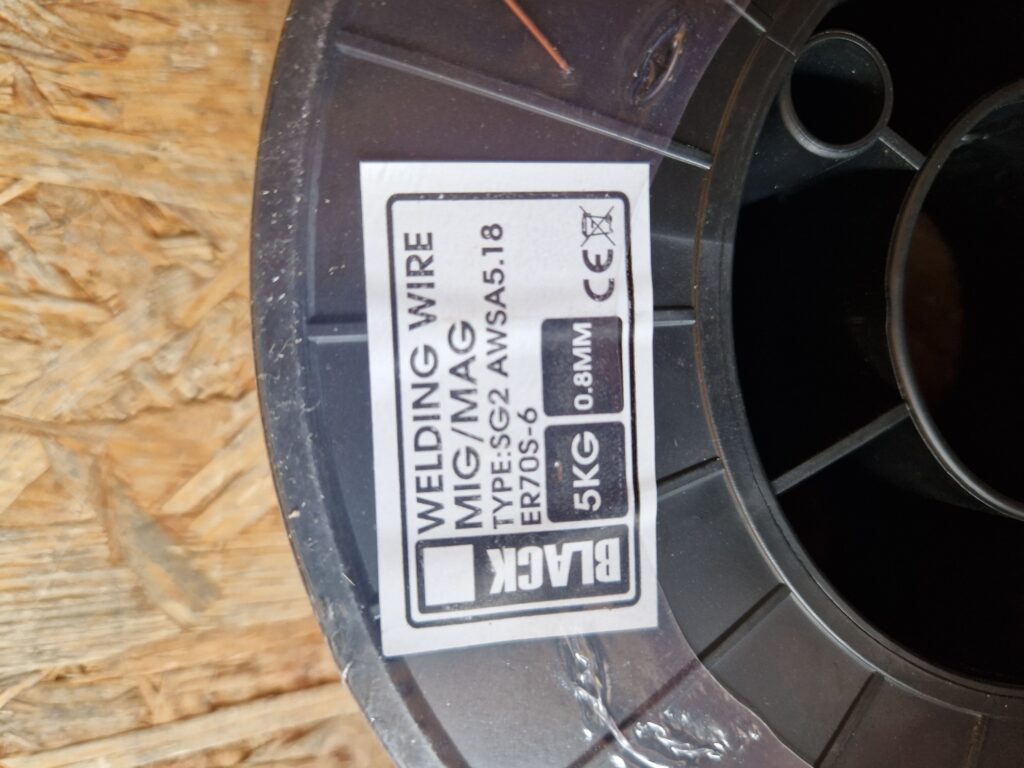 WELDING WIRE
MIG/MAG
TYPE:SG2 AWSA5.18
ER70S-6
5KG 0.8MM CE
BLACK